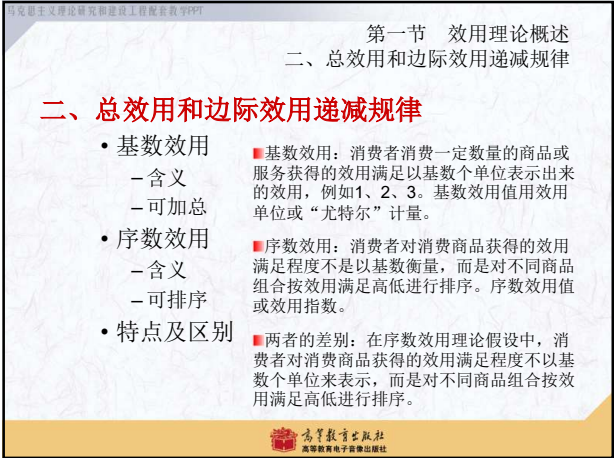 马克思主义理论研究和建设工程配套教学PPT
第一节　效用理论概述
二、总效用和边际效用递减规律
二、总效用和边际效用递减规律
• 基数效用
–含义
–可加总
• 序数效用
–含义
–可排序
• 特点及区别
基数效用：消费者消费一定数量的商品或
服务获得的效用满足以基数个单位表示出来
的效用，例如1、2、3。基数效用值用效用
单位或“尤特尔”计量。
序数效用：消费者对消费商品获得的效用
满足程度不是以基数衡量，而是对不同商品
组合按效用满足高低进行排序。序数效用值
或效用指数。
两者的差别：在序数效用理论假设中，消
费者对消费商品获得的效用满足程度不以基
数个单位来表示，而是对不同商品组合按效
用满足高低进行排序。
高等教育出版社
高等教育电子音像出版社